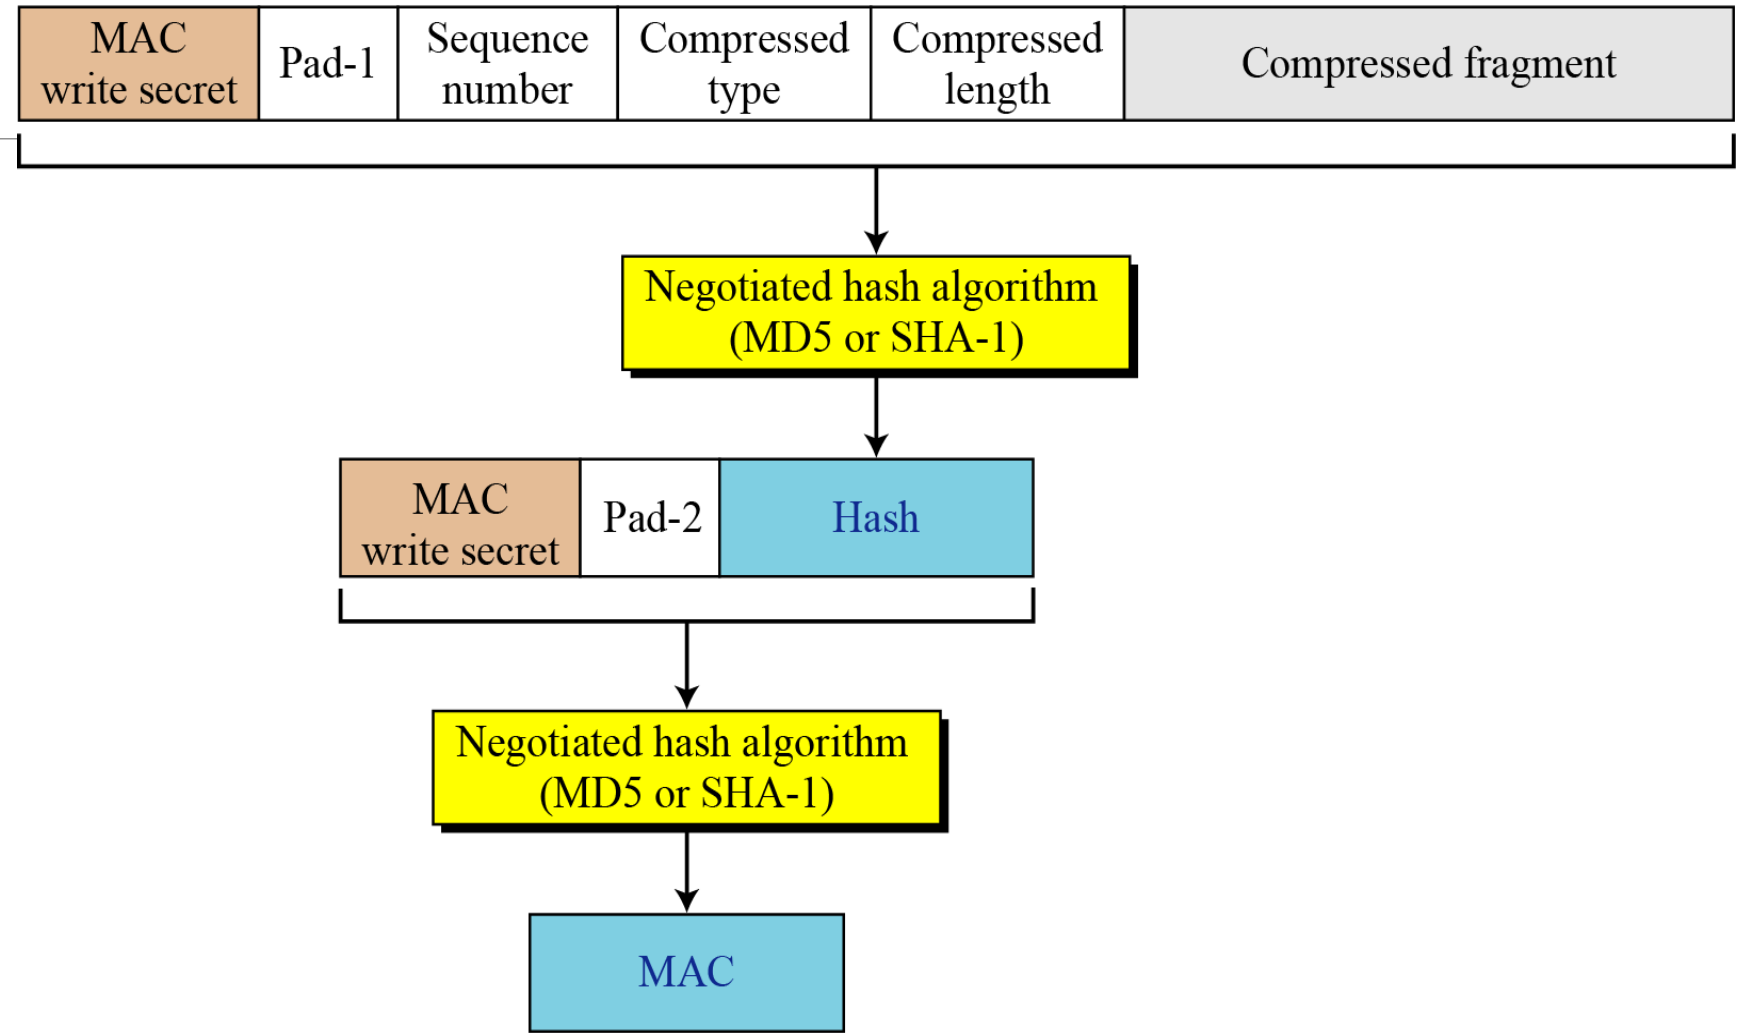 MAC
write secret
Pad-1
Sequence
number
Compressed
type
Compressed
length
Compressed fragment
Negotiated hash algorithm
(MD5 or SHA-1)
MAC
write secret
Pad-2
Hash
Negotiated hash algorithm
(MD5 or SHA-1)
MAC